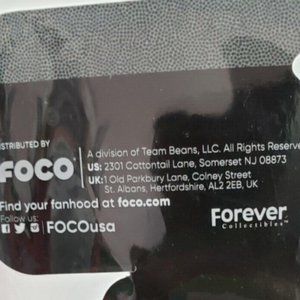 DISTRIBUTED BY
FOCO
A division of Team Beans, LLC. All Rights Reserve
US: 2301 Cottontail Lane, Somerset NJ 08873
UK: 1 Old Parkbury Lane, Colney Street
St. Albans, Hertfordshire, AL2 2EB, UK
Find your fanhood at foco.com
Follow us:
FOCOusa
Forever
Collectibles™